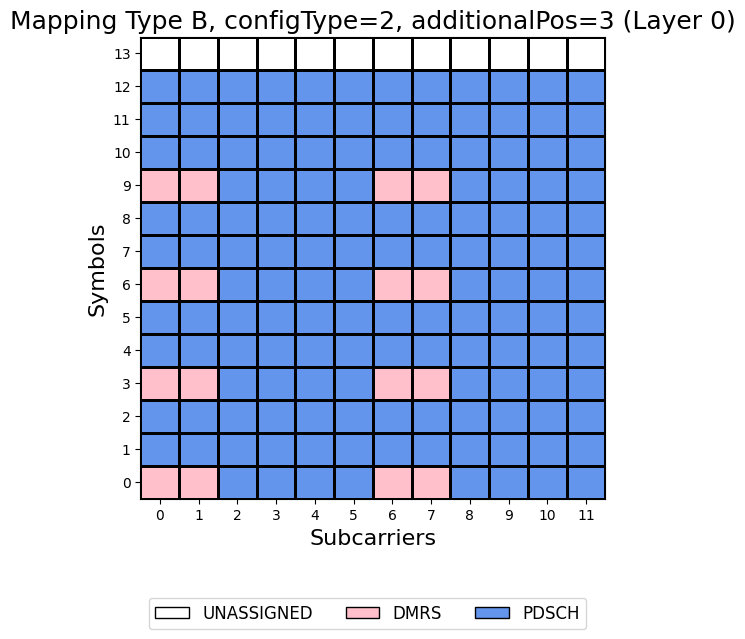 Mapping Type B, configType=2, additionalPos=3 (Layer 0)
13
12
11
10
9
8
7
6
5
4
3
2
1
0
Symbols
0 1 2 3 4 5 6 7 8 9 10 11
Subcarriers
UNASSIGNED DMRS PDSCH